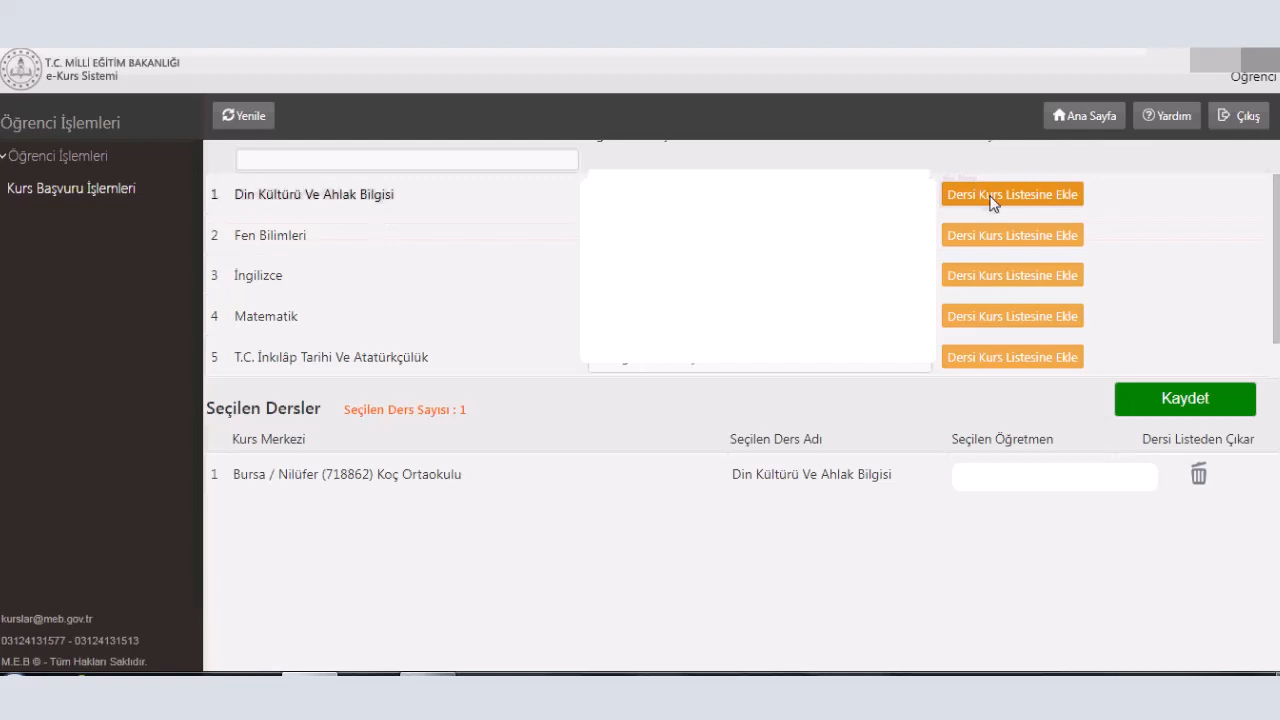 T.C. MİLLİ EĞİTİM BAKANLIĞI
e-Kurs Sistemi
Öğrenci
Öğrenci İşlemleri
Yenile
Ana Sayfa
Yardım
Çıkış
Öğrenci İşlemleri
Kurs Başvuru İşlemleri
1 Din Kültürü Ve Ahlak Bilgisi Dersi Kurs Listesine Ekle
2 Fen Bilimleri Dersi Kurs Listesine Ekle
3 İngilizce Dersi Kurs Listesine Ekle
4 Matematik Dersi Kurs Listesine Ekle
5 T.C. İnkılâp Tarihi Ve Atatürkçülük Dersi Kurs Listesine Ekle
Seçilen Dersler Seçilen Ders Sayısı : 1 Kaydet
Kurs Merkezi Seçilen Ders Adı Seçilen Öğretmen Dersi Listeden Çıkar
1 Bursa / Nilüfer (718862) Koç Ortaokulu Din Kültürü Ve Ahlak Bilgisi
kurslar@meb.gov.tr
03124131577 - 03124131513
M.E.B © - Tüm Hakları Saklıdır.